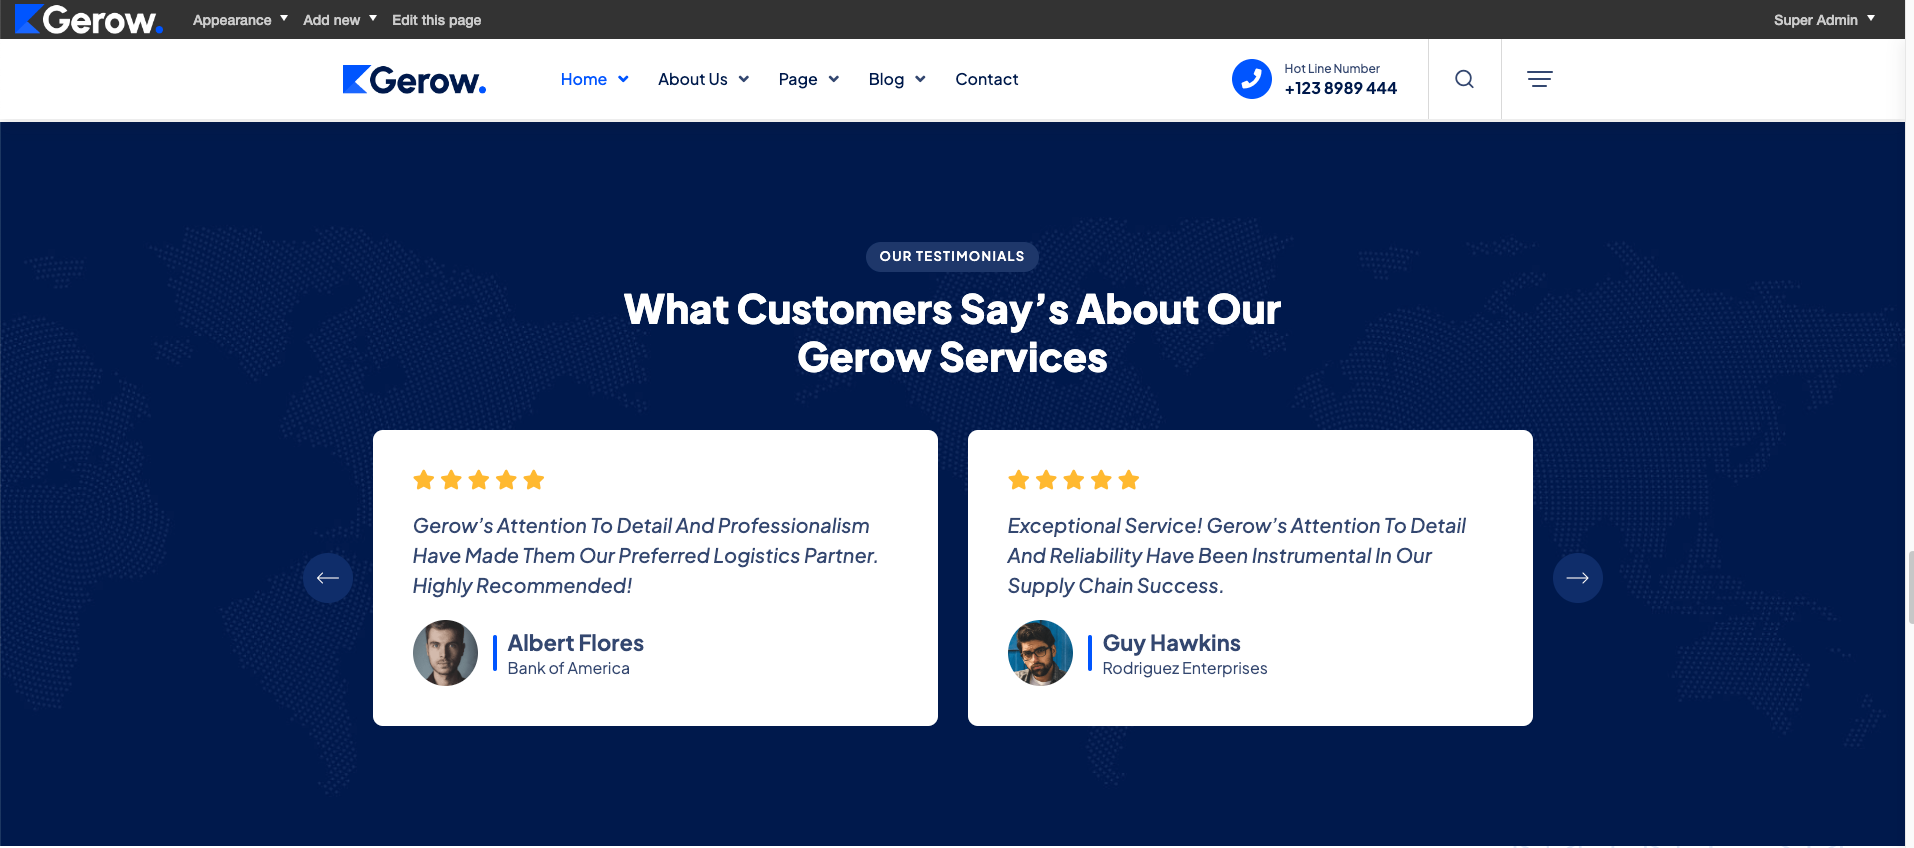 Gerow.
Appearance
Add new
Edit this page
Super Admin
Gerow.
Home
About Us
Page
Blog
Contact
Hot Line Number
+123 8989 444
OUR TESTIMONIALS
What Customers Say’s About Our
Gerow Services
Gerow’s Attention To Detail And Professionalism
Have Made Them Our Preferred Logistics Partner.
Highly Recommended!
Albert Flores
Bank of America
Exceptional Service! Gerow’s Attention To Detail
And Reliability Have Been Instrumental In Our
Supply Chain Success.
Guy Hawkins
Rodriguez Enterprises